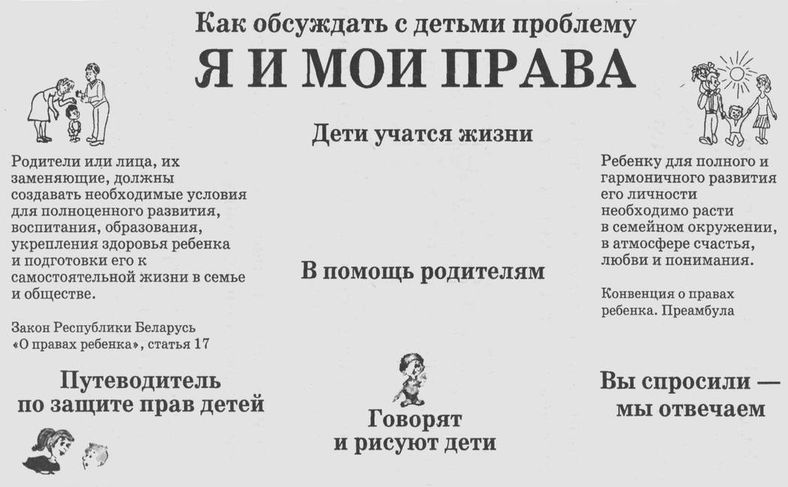 Как обсуждать с детьми проблему
Я И МОИ ПРАВА
Дети учатся жизни
Родители или лица, их
заменяющие, должны
создавать необходимые условия
для полноценного развития,
воспитания, образования,
укрепления здоровья ребенка
и подготовки его к
самостоятельной жизни в семье
и обществе.
Закон Республики Беларусь
«О правах ребенка», статья 17
В помощь родителям
Ребенку для полного и
гармоничного развития
его личности
необходимо расти
в семейном окружении,
в атмосфере счастья,
любви и понимания.
Конвенция о правах
ребенка. Преамбула
Путеводитель
по защите прав детей
Говорят
и рисуют дети
Вы спросили —
мы отвечаем